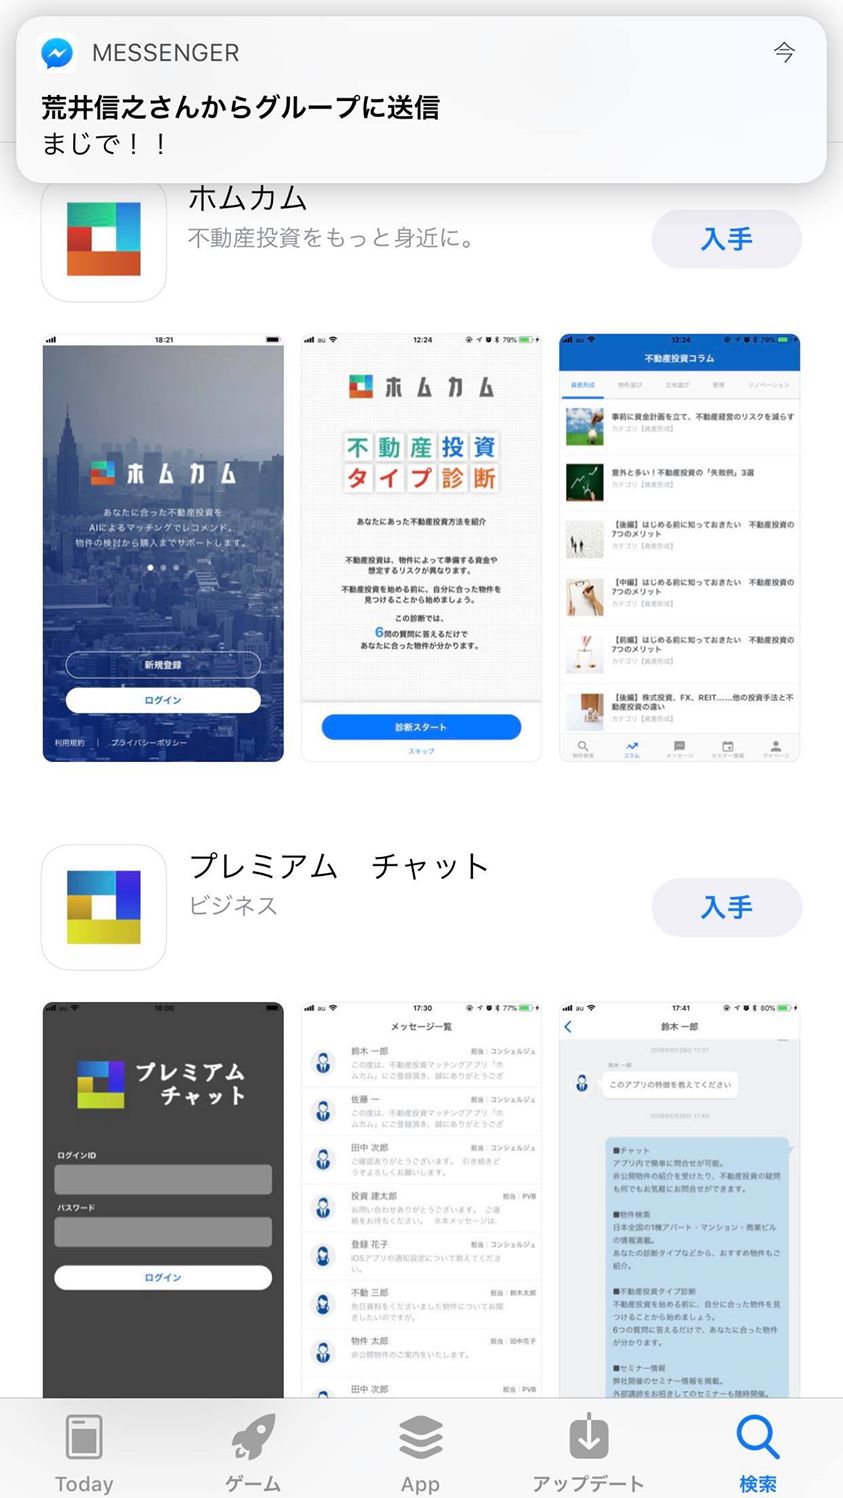 MESSENGER
今
荒井信之さんからグループに送信
まじで！！
ホムカム
不動産投資をもっと身近に。
入手
18:21
ホムカム
あなたに合った不動産投資を
AIによるマッチングでレコメンド。
物件の検討から購入までサポートします。
新規登録
ログイン
利用規約 | プライバシーポリシー
au 12:24 79%
ホムカム
不動産投資
タイプ診断
あなたにあった不動産投資方法を紹介
不動産投資は、物件によって準備する資金や
想定するリスクが異なります。
不動産投資を始める前に、自分に合った物件を
見つけることから始めましょう。
この診断では、
6問の質問に答えるだけで
あなたに合った物件が分かります。
診断スタート
スキップ
au 12:24 79%
不動産投資コラム
資産形成 物件選び 立地選び 管理 リノベーション
事前に資金計画を立て、不動産経営のリスクを減らす
カテゴリ【資産形成】
意外と多い！不動産投資の「失敗例」3選
カテゴリ【資産形成】
【後編】はじめる前に知っておきたい　不動産投資の
7つのメリット
カテゴリ【資産形成】
【中編】はじめる前に知っておきたい　不動産投資の
7つのメリット
カテゴリ【資産形成】
【前編】はじめる前に知っておきたい　不動産投資の
7つのメリット
カテゴリ【資産形成】
【後編】株式投資、FX、REIT……他の投資手法と不
動産投資の違い
カテゴリ【資産形成】
物件検索 コラム メッセージ セミナー情報 マイページ
プレミアム　チャット
ビジネス
入手
au 18:00
プレミアム
チャット
ログインID
パスワード
ログイン
au 17:30 77%
メッセージ一覧
鈴木 一郎 担当：コンシェルジュ
この度は、不動産投資マッチングアプリ「ホ
ムカム」にご登録頂き、誠にありがとうござ
佐藤 一 担当：コンシェルジュ
この度は、不動産投資マッチングアプリ「ホ
ムカム」にご登録頂き、誠にありがとうござ
田中 次郎 担当：コンシェルジュ
ご確認ありがとうございます。 引き続きど
うぞよろしくお願いします。
投資 建太郎 担当：PVB
お問い合わせありがとうございます。 ご連
絡をお待ちください。 ※本メッセージは、
登録 花子 担当：コンシェルジュ
iOSアプリの通知設定について教えてくださ
い。
不動 三郎 担当：鈴木太郎
先日資料をくださいました物件についてお聞
きしたいのですが。
物件 太郎 担当：田中花子
非公開物件のご案内をいたします。
田中 次郎 担当：PVB
au 17:41 80%
鈴木 一郎
2018年6月28日 17:37
鈴木 一郎
このアプリの特徴を教えてください
2018年6月28日 17:40
■チャット
アプリ内で簡単に問合せが可能。
非公開物件の紹介を受けたり、不動産投資の疑問
も何でもお気軽にお問合せができます。
■物件検索
日本全国の1棟アパート・マンション・商業ビル
の情報満載。
あなたの診断タイプなどから、おすすめ物件もご
紹介。
■不動産投資タイプ診断
不動産投資を始める前に、自分に合った物件を見
つけることから始めましょう。
6つの質問に答えるだけで、あなたに合った物件
が分かります。
■セミナー情報
弊社開催のセミナー情報を掲載。
外部講師をお招きしてのセミナーも随時開催。
Today ゲーム App アップデート 検索